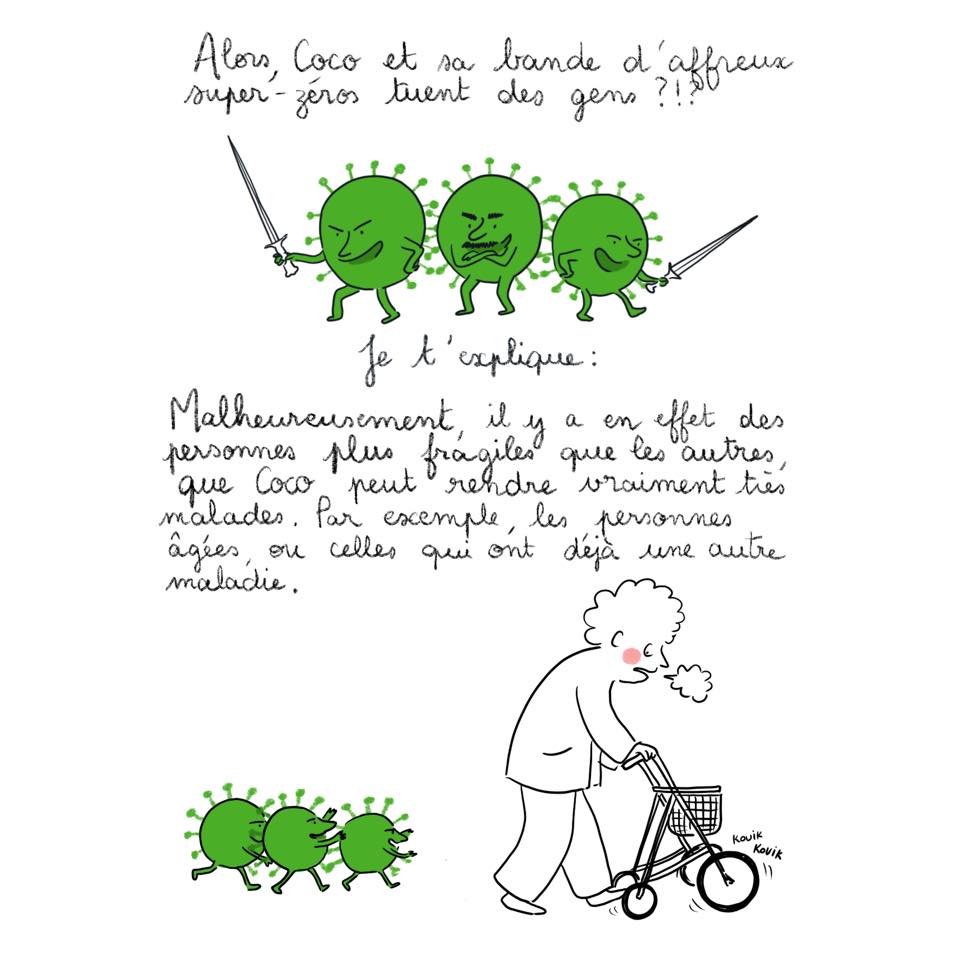 Alors, Coco et sa bande d'affreux
super-zéros tuent des gens ?!?
Je t'explique :
Malheureusement, il y a en effet des
personnes plus fragiles que les autres,
que Coco peut rendre vraiment très
malades. Par exemple, les personnes
âgées, ou celles qui ont déjà une autre
maladie.
Kouik
Kouik